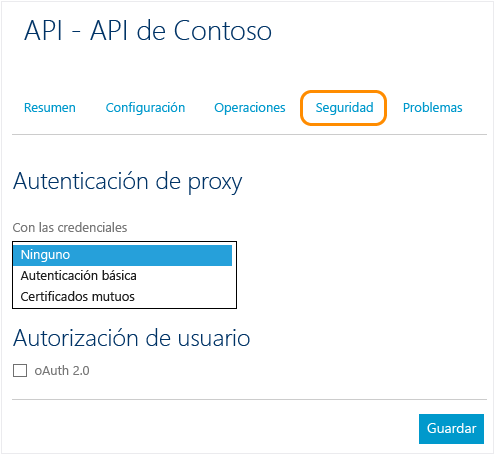 API - API de Contoso
Resumen Configuración Operaciones Seguridad Problemas
Autenticación de proxy
Con las credenciales
Ninguno
Autenticación básica
Certificados mutuos
Autorización de usuario
oAuth 2.0
Guardar